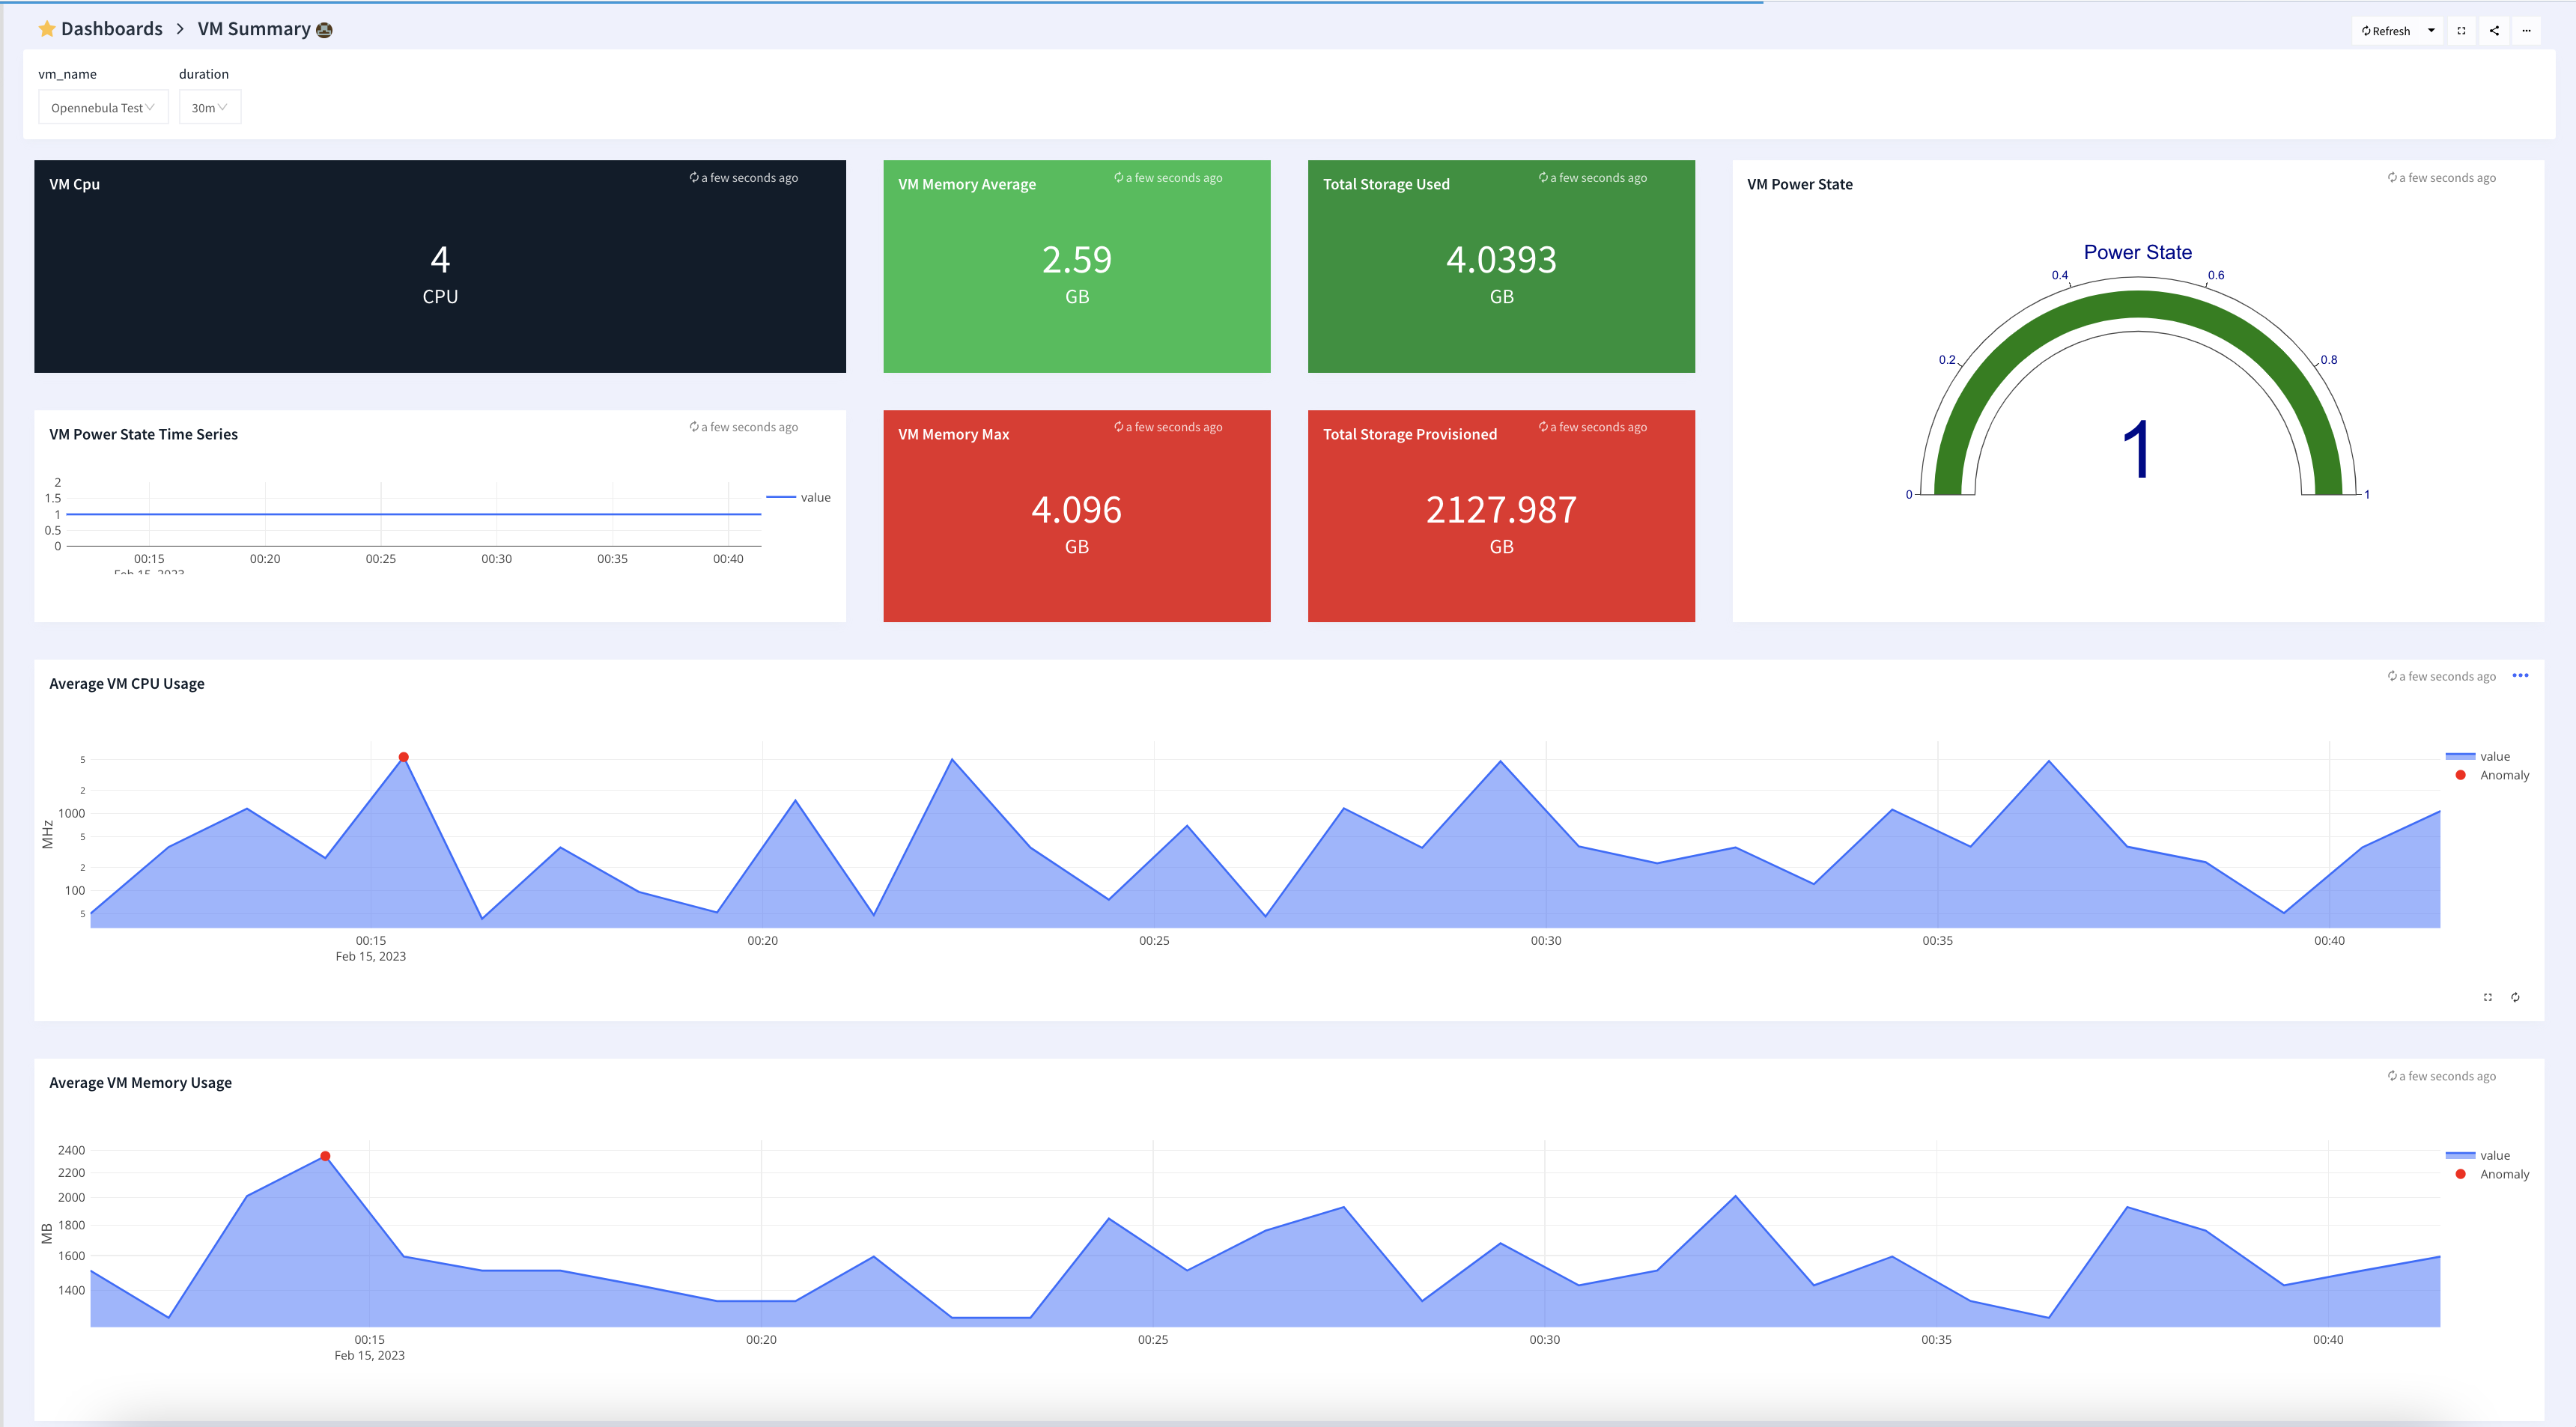 Dashboards > VM Summary
Refresh
vm_name duration
Opennebula Test 30m
VM Cpu a few seconds ago
4
CPU
VM Memory Average a few seconds ago
2.59
GB
Total Storage Used a few seconds ago
4.0393
GB
VM Power State a few seconds ago
Power State
0 0.2 0.4 0.6 0.8 1
1
VM Power State Time Series a few seconds ago
2
1.5
1
0.5
0
value
00:15 00:20 00:25 00:30 00:35 00:40
Feb 15, 2023
VM Memory Max a few seconds ago
4.096
GB
Total Storage Provisioned a few seconds ago
2127.987
GB
Average VM CPU Usage a few seconds ago
MHz
5
2
1000
5
2
100
5
value
Anomaly
00:15 00:20 00:25 00:30 00:35 00:40
Feb 15, 2023
Average VM Memory Usage a few seconds ago
MB
2400
2200
2000
1800
1600
1400
value
Anomaly
00:15 00:20 00:25 00:30 00:35 00:40
Feb 15, 2023